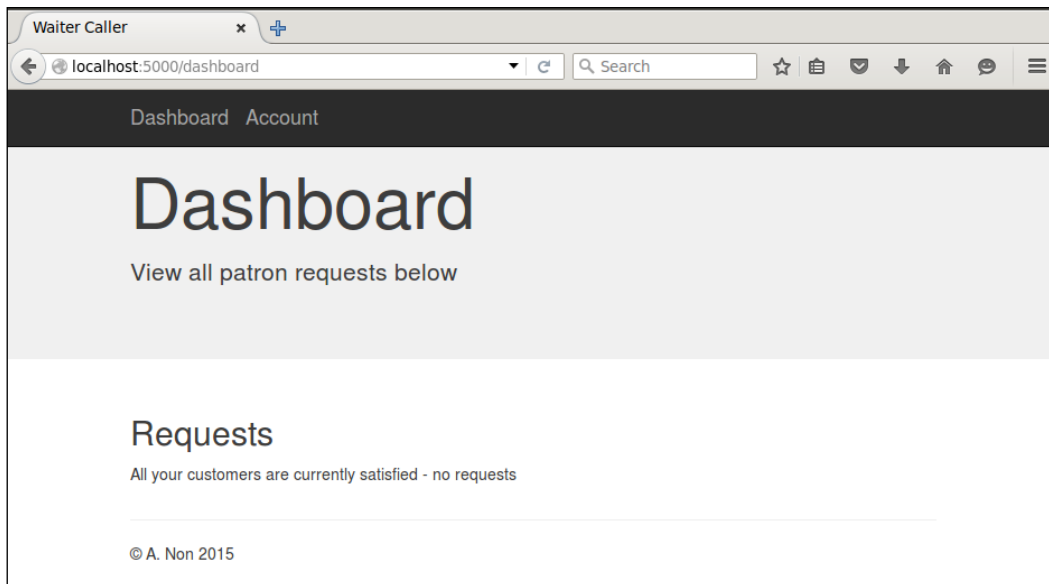 Waiter Caller
localhost:5000/dashboard
Search
Dashboard Account
Dashboard
View all patron requests below
Requests
All your customers are currently satisfied - no requests
© A. Non 2015